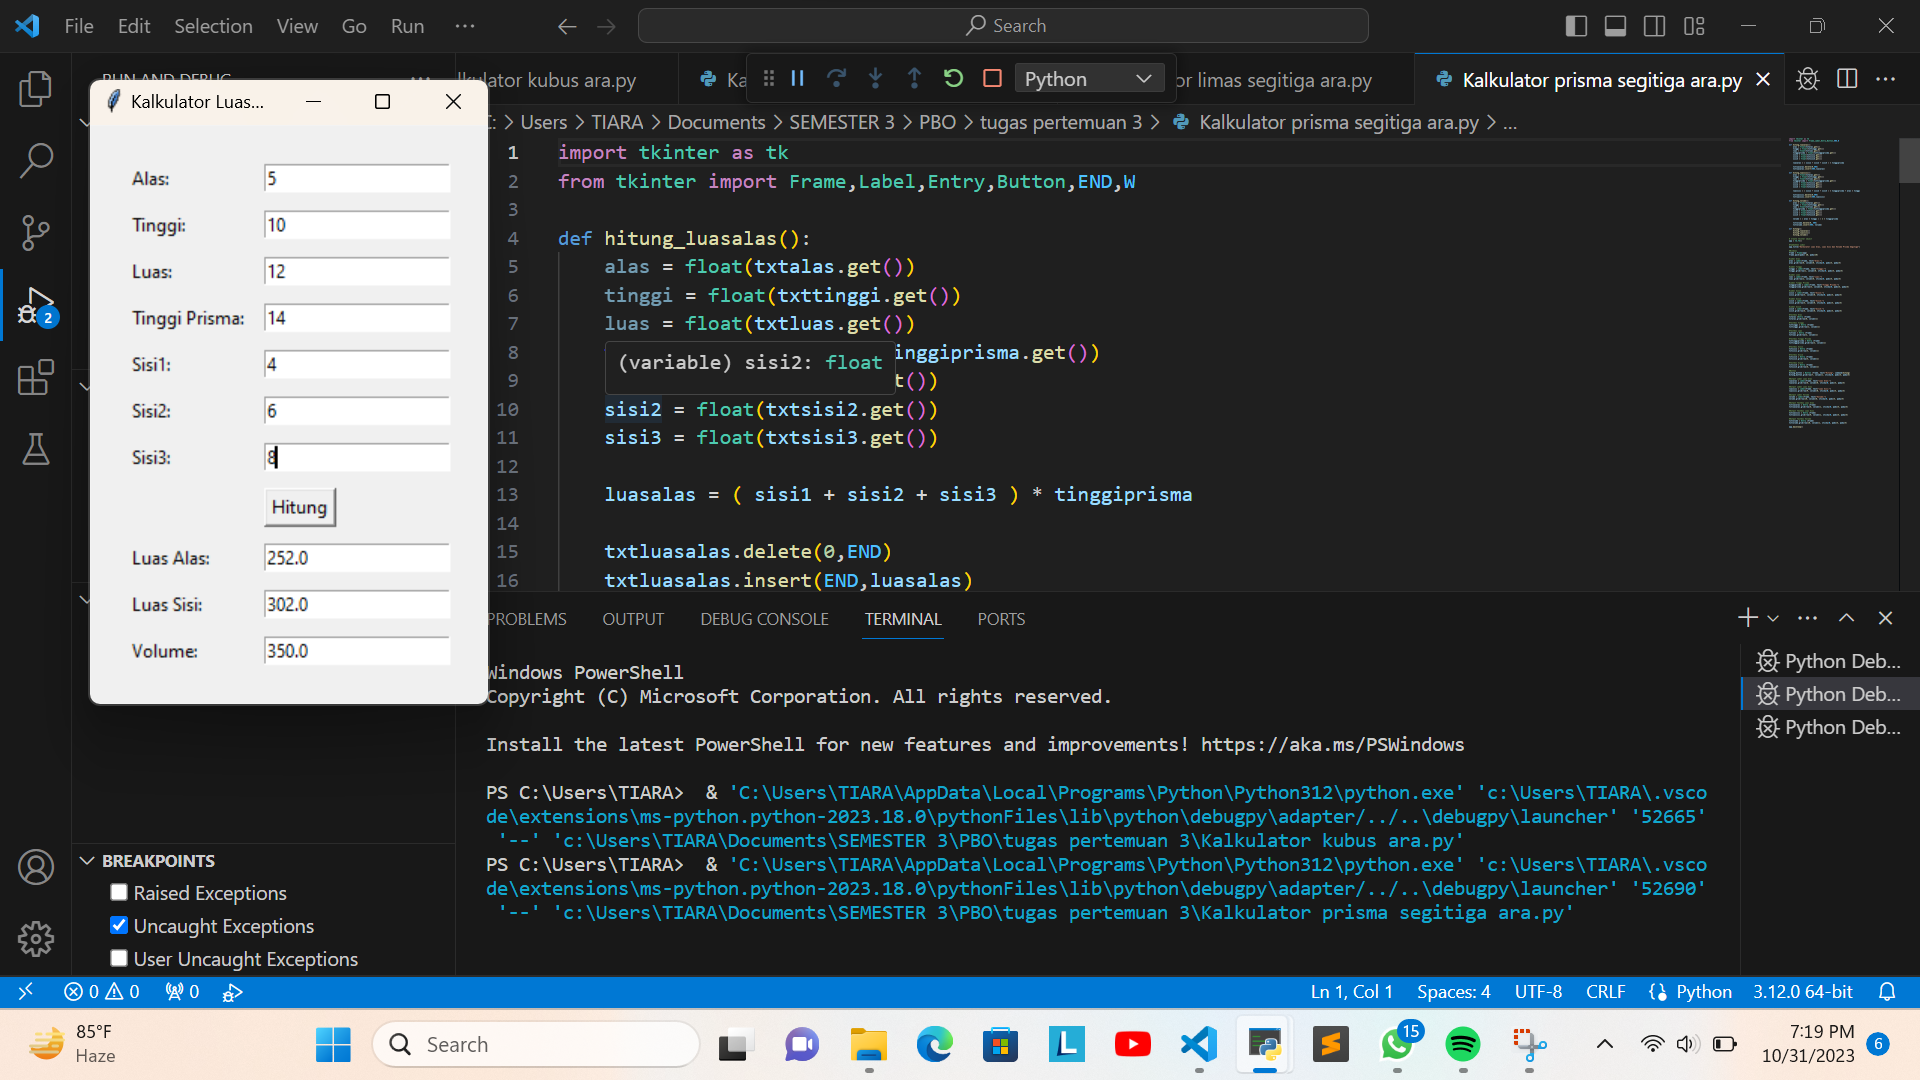 File Edit Selection View Go Run ···
Search
RUN AND DEBUG ···
lkulator kubus ara.py
Ka
Python
or limas segitiga ara.py
Kalkulator prisma segitiga ara.py
C: > Users > TIARA > Documents > SEMESTER 3 > PBO > tugas pertemuan 3 > Kalkulator prisma segitiga ara.py > ...
Kalkulator Luas...
Alas: 5
Tinggi: 10
Luas: 12
Tinggi Prisma: 14
Sisi1: 4
Sisi2: 6
Sisi3: 8
Hitung
Luas Alas: 252.0
Luas Sisi: 302.0
Volume: 350.0
1 import tkinter as tk
2 from tkinter import Frame,Label,Entry,Button,END,W
3
4 def hitung_luasalas():
5 alas = float(txtalas.get())
6 tinggi = float(txttinggi.get())
7 luas = float(txtluas.get())
8 inggiprisma.get())
(variable) sisi2: float
9 t())
10 sisi2 = float(txtsisi2.get())
11 sisi3 = float(txtsisi3.get())
12
13 luasalas = ( sisi1 + sisi2 + sisi3 ) * tinggiprisma
14
15 txtluasalas.delete(0,END)
16 txtluasalas.insert(END,luasalas)
PROBLEMS OUTPUT DEBUG CONSOLE TERMINAL PORTS
Windows PowerShell
Copyright (C) Microsoft Corporation. All rights reserved.
Install the latest PowerShell for new features and improvements! https://aka.ms/PSWindows
PS C:\Users\TIARA> & 'C:\Users\TIARA\AppData\Local\Programs\Python\Python312\python.exe' 'c:\Users\TIARA\.vsco
de\extensions\ms-python.python-2023.18.0\pythonFiles\lib\python\debugpy\adapter/../..\debugpy\launcher' '52665'
'--' 'c:\Users\TIARA\Documents\SEMESTER 3\PBO\tugas pertemuan 3\Kalkulator kubus ara.py'
PS C:\Users\TIARA> & 'C:\Users\TIARA\AppData\Local\Programs\Python\Python312\python.exe' 'c:\Users\TIARA\.vsco
de\extensions\ms-python.python-2023.18.0\pythonFiles\lib\python\debugpy\adapter/../..\debugpy\launcher' '52690'
'--' 'c:\Users\TIARA\Documents\SEMESTER 3\PBO\tugas pertemuan 3\Kalkulator prisma segitiga ara.py'
Python Deb...
Python Deb...
Python Deb...
2
BREAKPOINTS
Raised Exceptions
Uncaught Exceptions
User Uncaught Exceptions
0 0 0 Ln 1, Col 1 Spaces: 4 UTF-8 CRLF Python 3.12.0 64-bit
85°F
Haze
Search
15
7:19 PM
10/31/2023
6